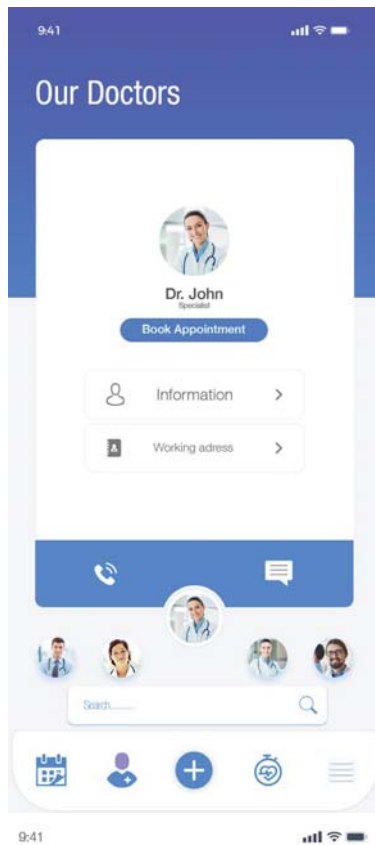 9:41
Our Doctors
Dr. John
Specialist
Book Appointment
Information
Working adress
Search.......
9:41